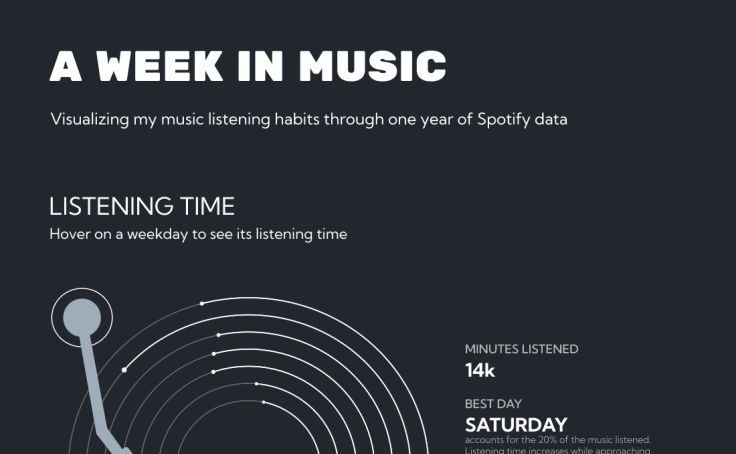 A WEEK IN MUSIC
Visualizing my music listening habits through one year of Spotify data
LISTENING TIME
Hover on a weekday to see its listening time
MINUTES LISTENED
14k
BEST DAY
SATURDAY
accounts for the 20% of the music listened.
Listening time increases while approaching